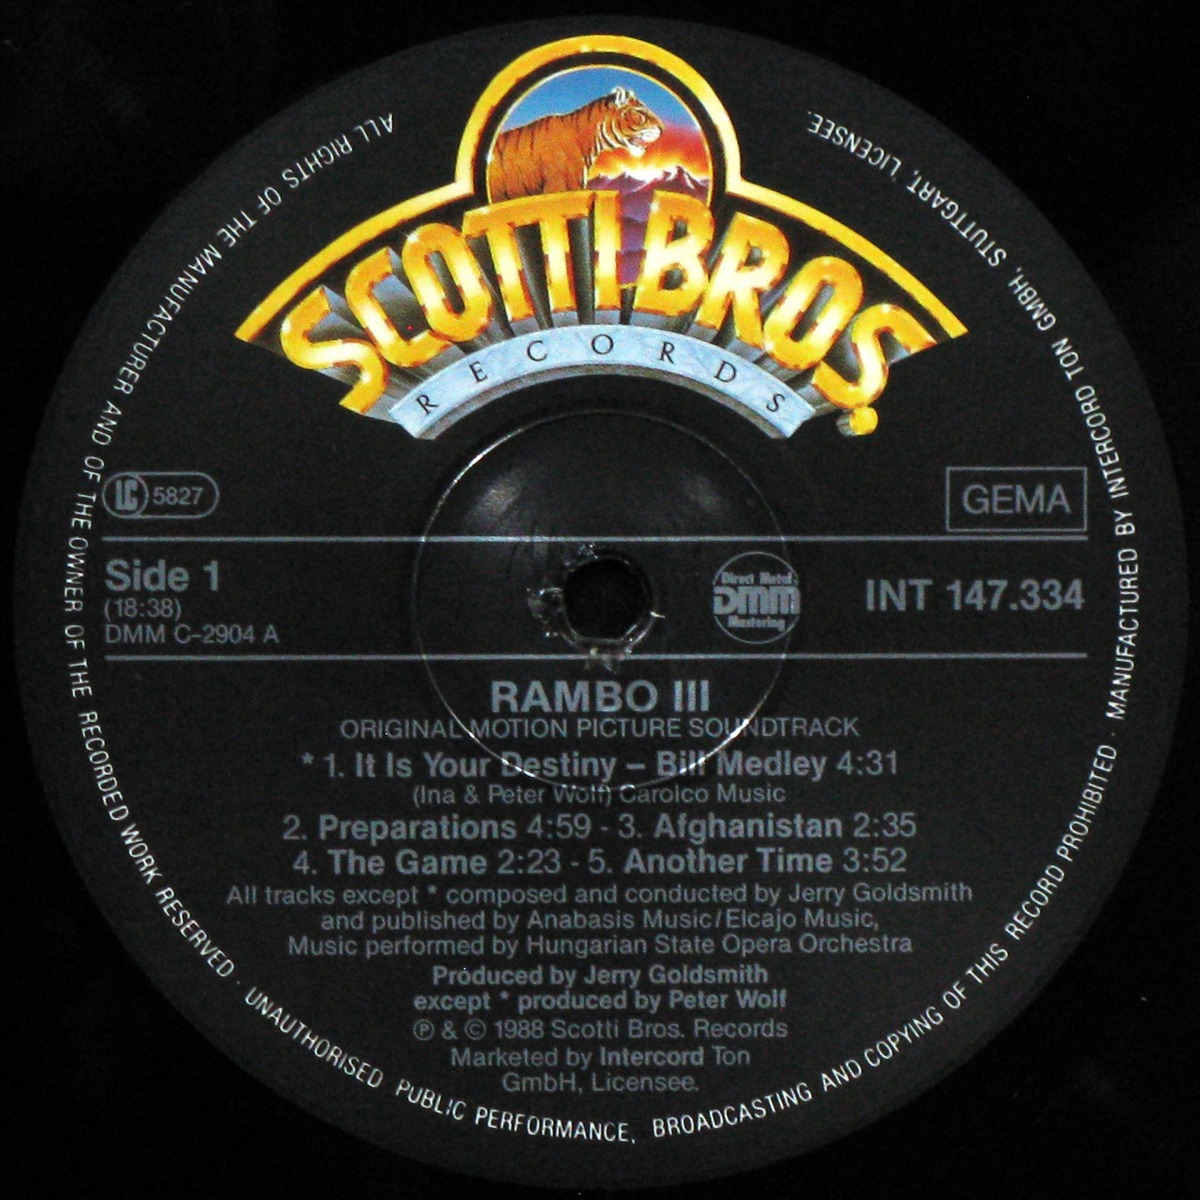 SCOTTI BROS.
RECORDS
LC 5827
GEMA
Side 1
(18:38)
DMM C-2904 A
Direct Metal
DMM
Mastering
INT 147.334
RAMBO III
ORIGINAL MOTION PICTURE SOUNDTRACK
* 1. It Is Your Destiny – Bill Medley 4:31
(Ina & Peter Wolf) Carolco Music
2. Preparations 4:59 - 3. Afghanistan 2:35
4. The Game 2:23 - 5. Another Time 3:52
All tracks except * composed and conducted by Jerry Goldsmith
and published by Anabasis Music/Elcajo Music,
Music performed by Hungarian State Opera Orchestra
Produced by Jerry Goldsmith
except * produced by Peter Wolf
℗ & © 1988 Scotti Bros. Records
Marketed by Intercord Ton
GmbH, Licensee.
ALL RIGHTS OF THE MANUFACTURER AND OF THE OWNER OF THE RECORDED WORK RESERVED · UNAUTHORISED PUBLIC PERFORMANCE, BROADCASTING AND COPYING OF THIS RECORD PROHIBITED · MANUFACTURED BY INTERCORD TON GMBH, STUTTGART, LICENSEE.